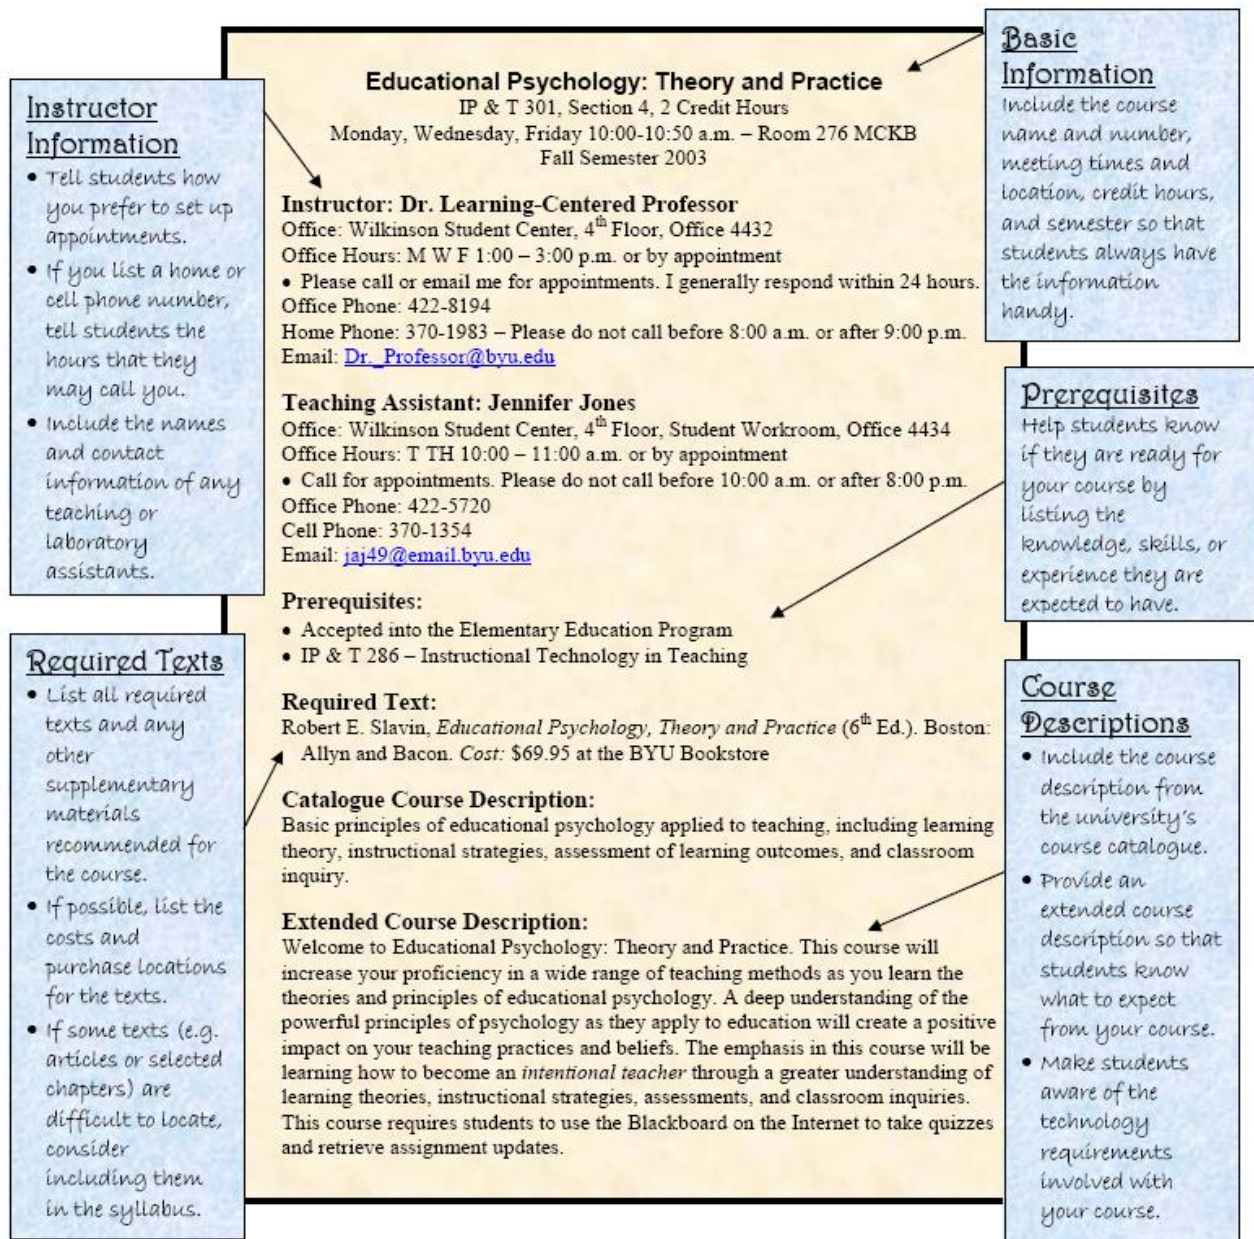 Educational Psychology: Theory and Practice
IP & T 301, Section 4, 2 Credit Hours
Monday, Wednesday, Friday 10:00-10:50 a.m. – Room 276 MCKB
Fall Semester 2003
Instructor: Dr. Learning-Centered Professor
Office: Wilkinson Student Center, 4th Floor, Office 4432
Office Hours: M W F 1:00 – 3:00 p.m. or by appointment
• Please call or email me for appointments. I generally respond within 24 hours.
Office Phone: 422-8194
Home Phone: 370-1983 – Please do not call before 8:00 a.m. or after 9:00 p.m.
Email: Dr._Professor@byu.edu
Teaching Assistant: Jennifer Jones
Office: Wilkinson Student Center, 4th Floor, Student Workroom, Office 4434
Office Hours: T TH 10:00 – 11:00 a.m. or by appointment
• Call for appointments. Please do not call before 10:00 a.m. or after 8:00 p.m.
Office Phone: 422-5720
Cell Phone: 370-1354
Email: jaj49@email.byu.edu
Prerequisites:
• Accepted into the Elementary Education Program
• IP & T 286 – Instructional Technology in Teaching
Required Text:
Robert E. Slavin, Educational Psychology, Theory and Practice (6th Ed.). Boston:
Allyn and Bacon. Cost: $69.95 at the BYU Bookstore
Catalogue Course Description:
Basic principles of educational psychology applied to teaching, including learning
theory, instructional strategies, assessment of learning outcomes, and classroom
inquiry.
Extended Course Description:
Welcome to Educational Psychology: Theory and Practice. This course will
increase your proficiency in a wide range of teaching methods as you learn the
theories and principles of educational psychology. A deep understanding of the
powerful principles of psychology as they apply to education will create a positive
impact on your teaching practices and beliefs. The emphasis in this course will be
learning how to become an intentional teacher through a greater understanding of
learning theories, instructional strategies, assessments, and classroom inquiries.
This course requires students to use the Blackboard on the Internet to take quizzes
and retrieve assignment updates.
Instructor
Information
• Tell students how
you prefer to set up
appointments.
• If you list a home or
cell phone number,
tell students the
hours that they
may call you.
• Include the names
and contact
information of any
teaching or
laboratory
assistants.
Required Texts
• List all required
texts and any
other
supplementary
materials
recommended for
the course.
• If possible, list the
costs and
purchase locations
for the texts.
• If some texts (e.g.
articles or selected
chapters) are
difficult to locate,
consider
including them
in the syllabus.
Basic
Information
Include the course
name and number,
meeting times and
location, credit hours,
and semester so that
students always have
the information
handy.
Prerequisites
Help students know
if they are ready for
your course by
listing the
knowledge, skills, or
experience they are
expected to have.
Course
Descriptions
• Include the course
description from
the university's
course catalogue.
• Provide an
extended course
description so that
students know
what to expect
from your course.
• Make students
aware of the
technology
requirements
involved with
your course.